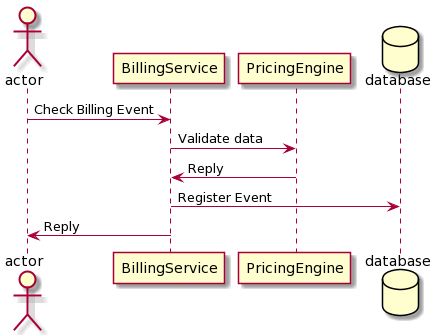 actor
BillingService
PricingEngine
database
Check Billing Event
Validate data
Reply
Register Event
Reply
actor
BillingService
PricingEngine
database